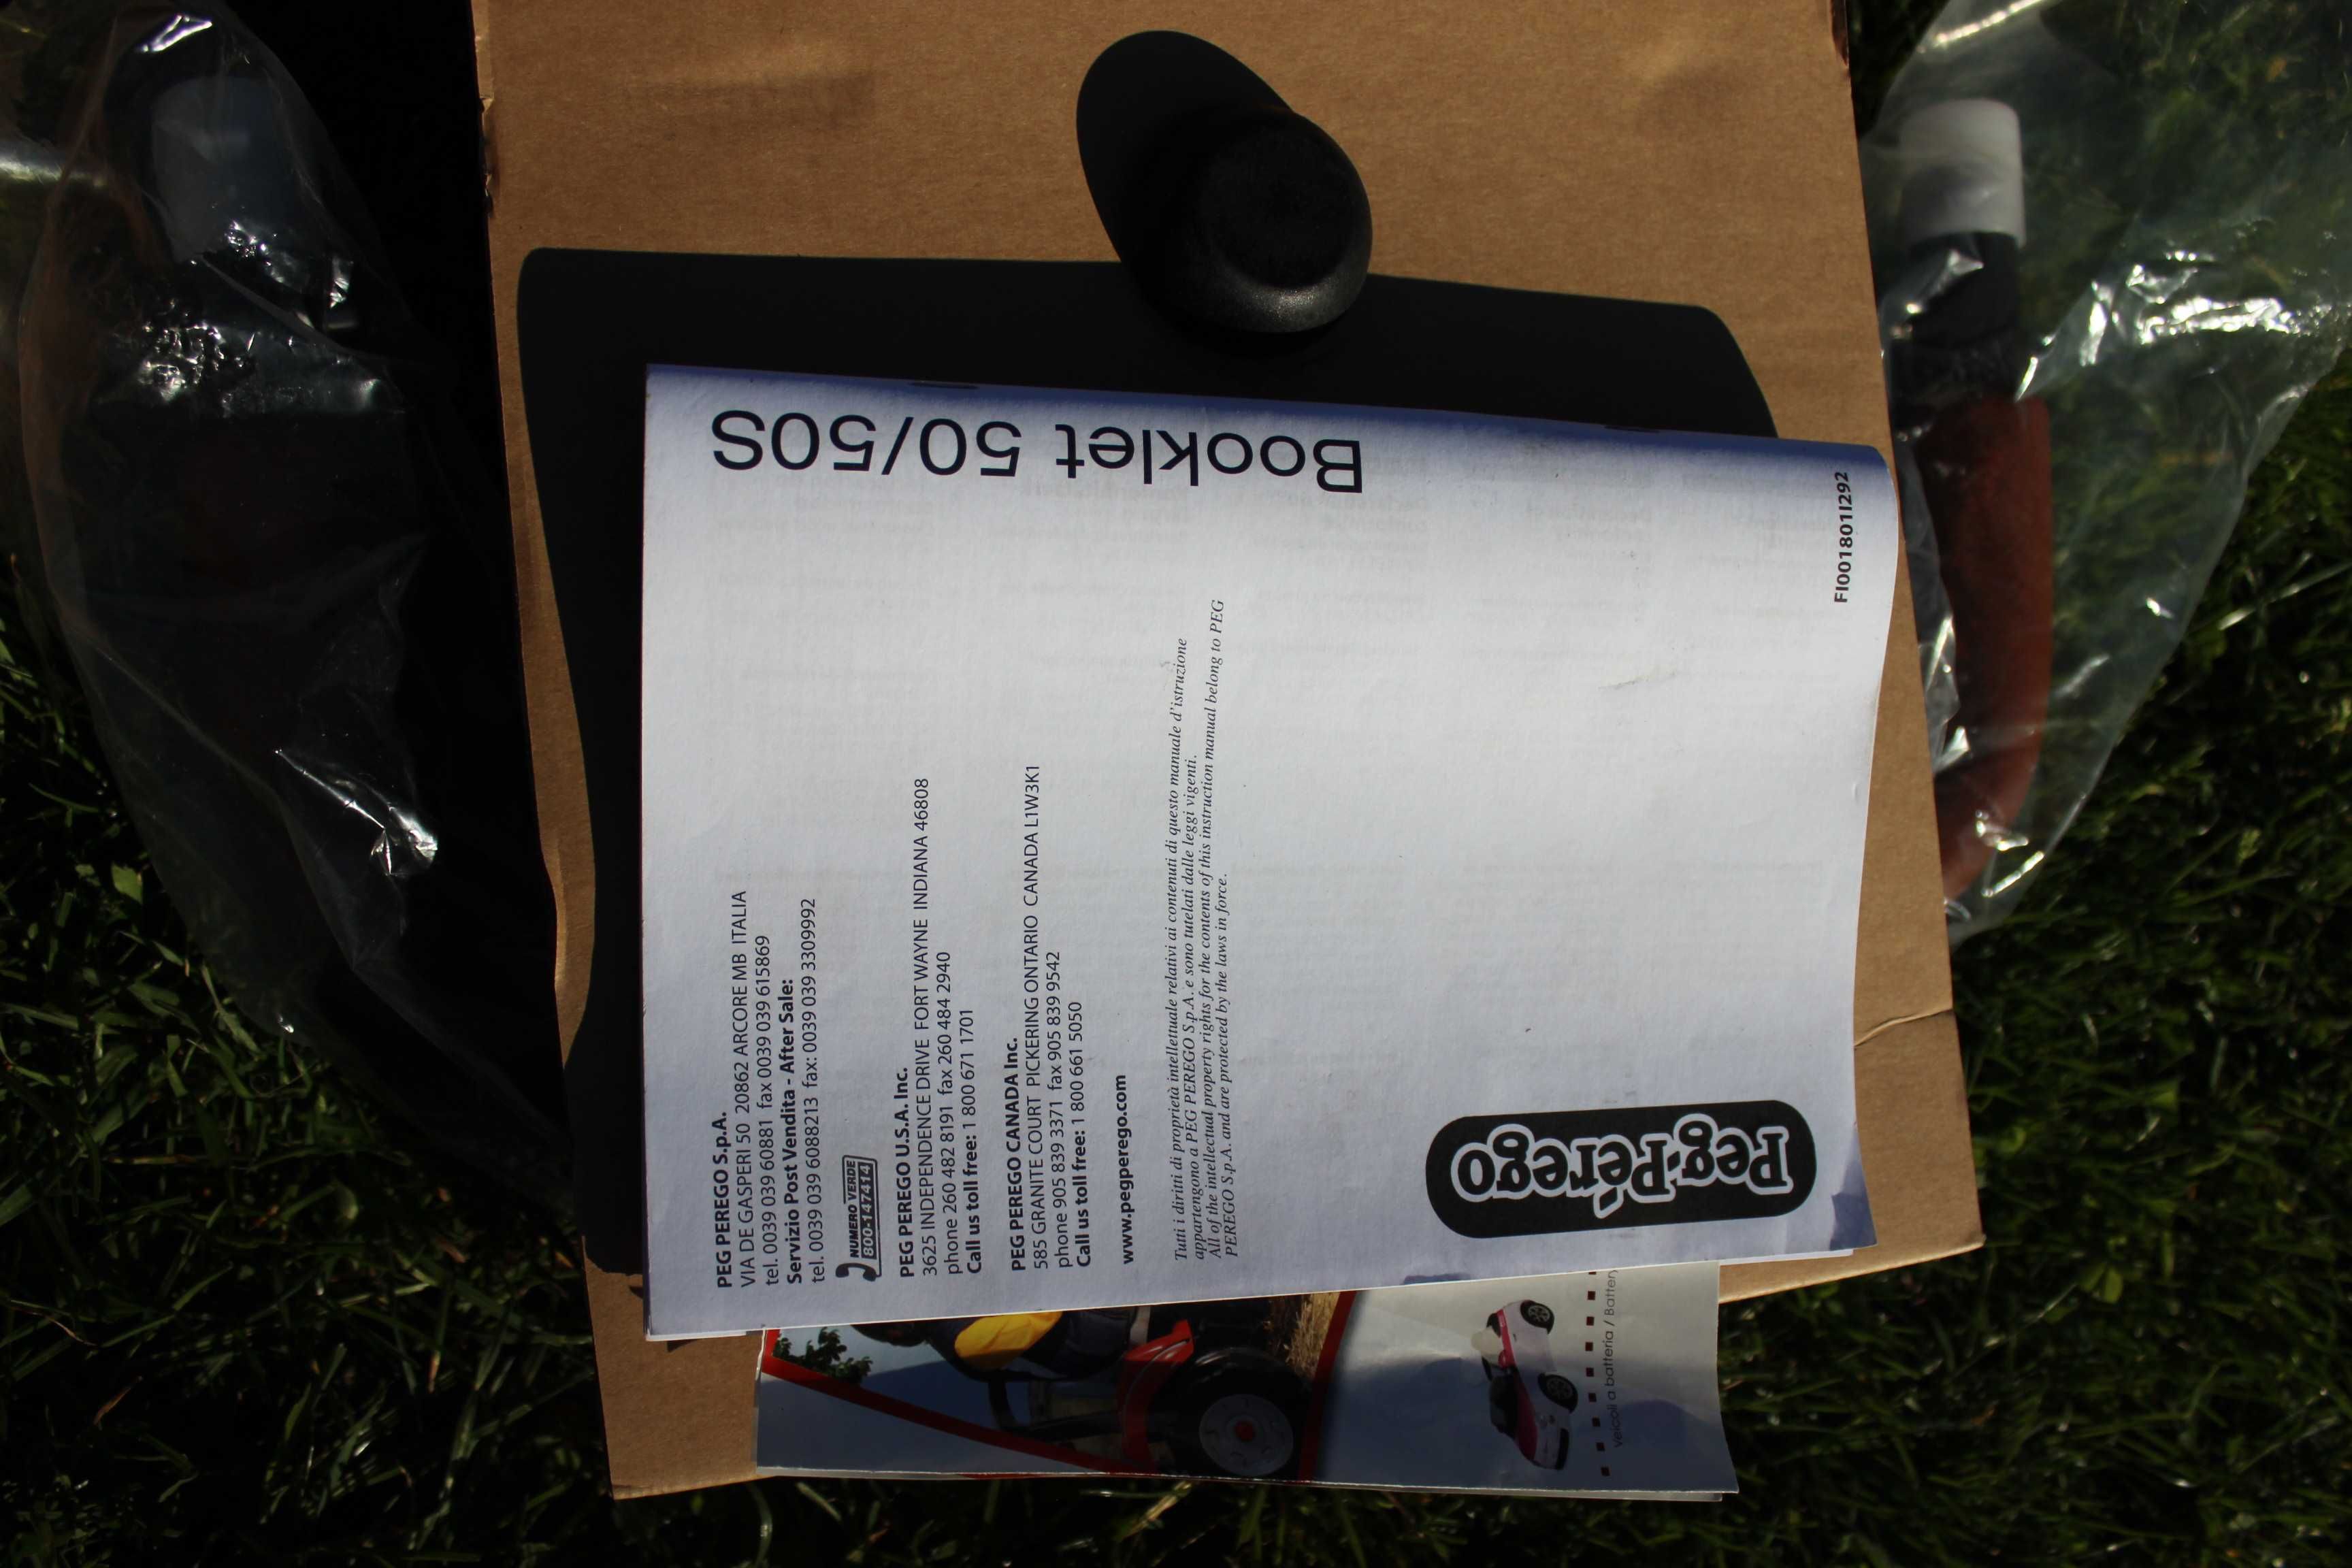 Booklet 50/50S
PEG PEREGO S.p.A.
VIA DE GASPERI 50 20862 ARCORE MB ITALIA
tel. 0039 039 60881 fax 0039 039 615869
Servizio Post Vendita - After Sale:
tel. 0039 039 6088213 fax: 0039 039 3309992
NUMERO VERDE
800-147414
PEG PEREGO U.S.A. Inc.
3625 INDEPENDENCE DRIVE FORT WAYNE INDIANA 46808
phone 260 482 8191 fax 260 484 2940
Call us toll free: 1 800 671 1701
PEG PEREGO CANADA Inc.
585 GRANITE COURT PICKERING ONTARIO CANADA L1W3K1
phone 905 839 3371 fax 905 839 9542
Call us toll free: 1 800 661 5050
www.pegperego.com
Tutti i diritti di proprietà intellettuale relativi ai contenuti di questo manuale d'istruzione
appartengono a PEG PEREGO S.p.A. e sono tutelati dalle leggi vigenti.
All of the intellectual property rights for the contents of this instruction manual belong to PEG
PEREGO S.p.A. and are protected by the laws in force.
Peg-Pérego
FI001801I292
veicoli a batteria / Battery